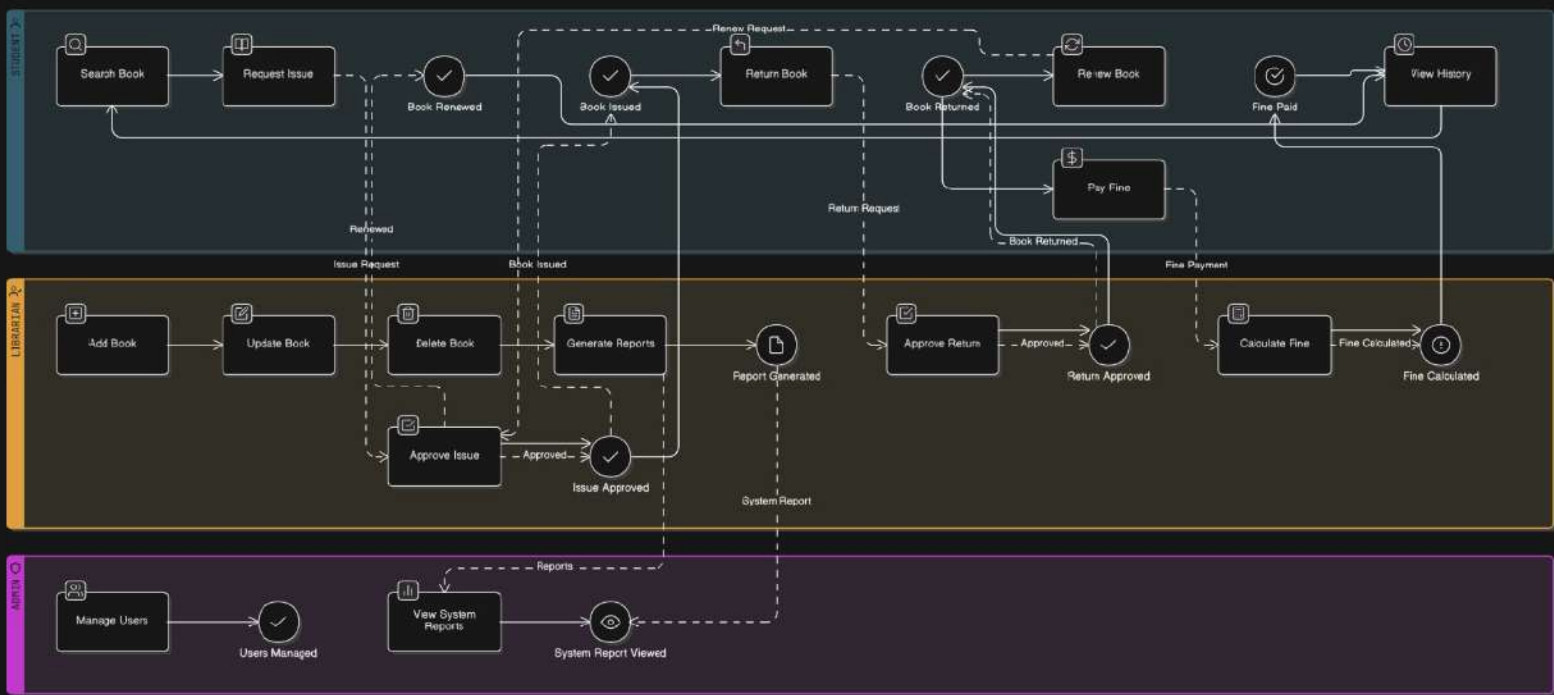 STUDENT
Renew Request
Search Book
Request Issue
Return Book
Renew Book
View History
Book Renewed
Book Issued
Book Returned
Fine Paid
Pay Fine
Return Request
Renewed
Book Returned
Issue Request
Book Issued
Fine Payment
LIBRARIAN
Add Book
Update Book
Delete Book
Generate Reports
Report Generated
Approve Return
Approved
Return Approved
Calculate Fine
Fine Calculated
Fine Calculated
Approve Issue
Approved
Issue Approved
System Report
ADMIN
Reports
Manage Users
Users Managed
View System
Reports
System Report Viewed